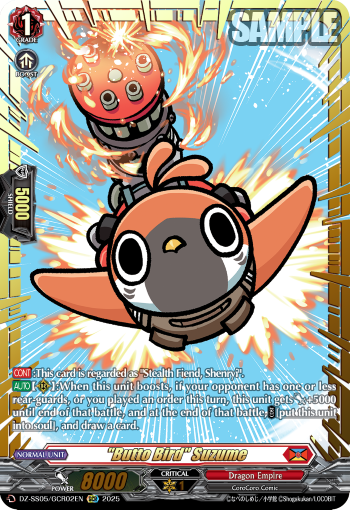 1
GRADE
SAMPLE
BOOST
5000
SHIELD
CONT:This card is regarded as "Stealth Fiend, Shenryi".
AUTO:When this unit boosts, if your opponent has one or less
rear-guards, or you played an order this turn, this unit gets +5000
until end of that battle, and at the end of that battle, put this unit
into soul, and draw a card.
NORMAL UNIT
"Butto Bird" Suzume
POWER
8000
CRITICAL
1
Dragon Empire
CoroCoro Comic
DZ-SS05/GCR02EN
2025
©Shogakukan